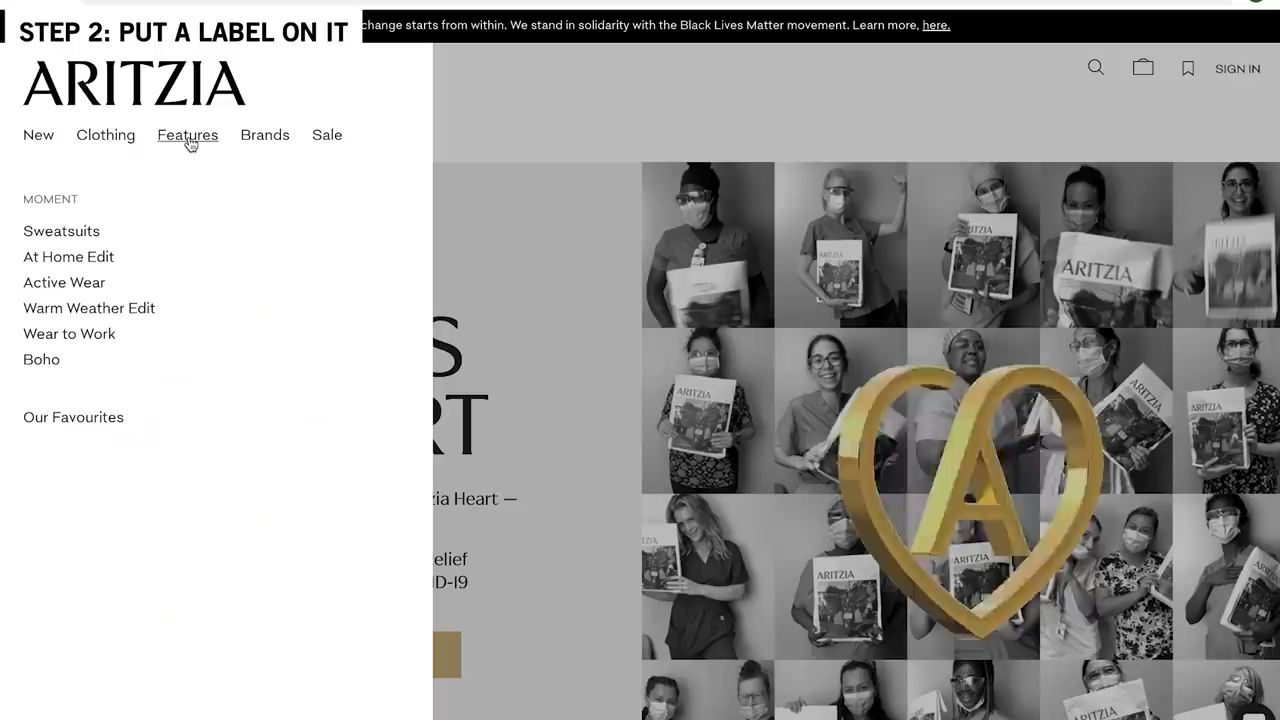 STEP 2: PUT A LABEL ON IT
change starts from within. We stand in solidarity with the Black Lives Matter movement. Learn more, here.
ARITZIA
SIGN IN
New Clothing Features Brands Sale
MOMENT
Sweatsuits
At Home Edit
Active Wear
Warm Weather Edit
Wear to Work
Boho
Our Favourites
S
RT
zia Heart —
elief
ID-19
ARITZIA
ARITZIA
ARITZIA
ARITZIA
ARITZIA
ARITZIA
ARITZIA
ARITZIA
A